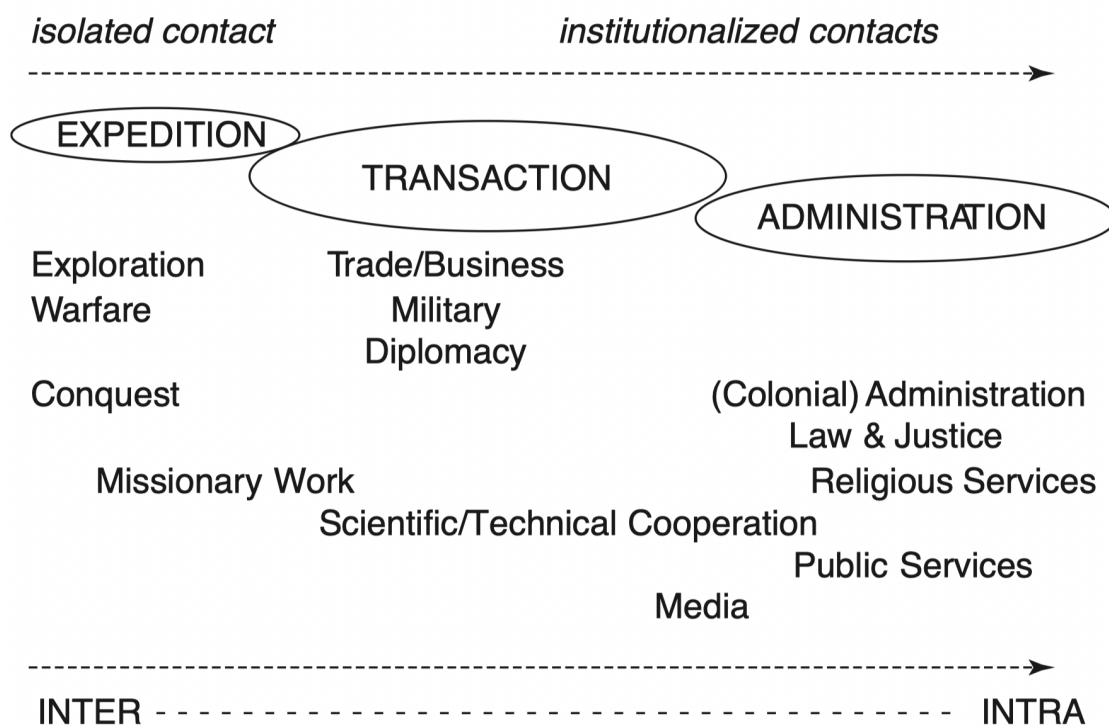 isolated contact institutionalized contacts
EXPEDITION
TRANSACTION
ADMINISTRATION
Exploration Trade/Business
Warfare Military
Diplomacy
Conquest (Colonial) Administration
Law & Justice
Missionary Work Religious Services
Scientific/Technical Cooperation
Public Services
Media
INTER INTRA